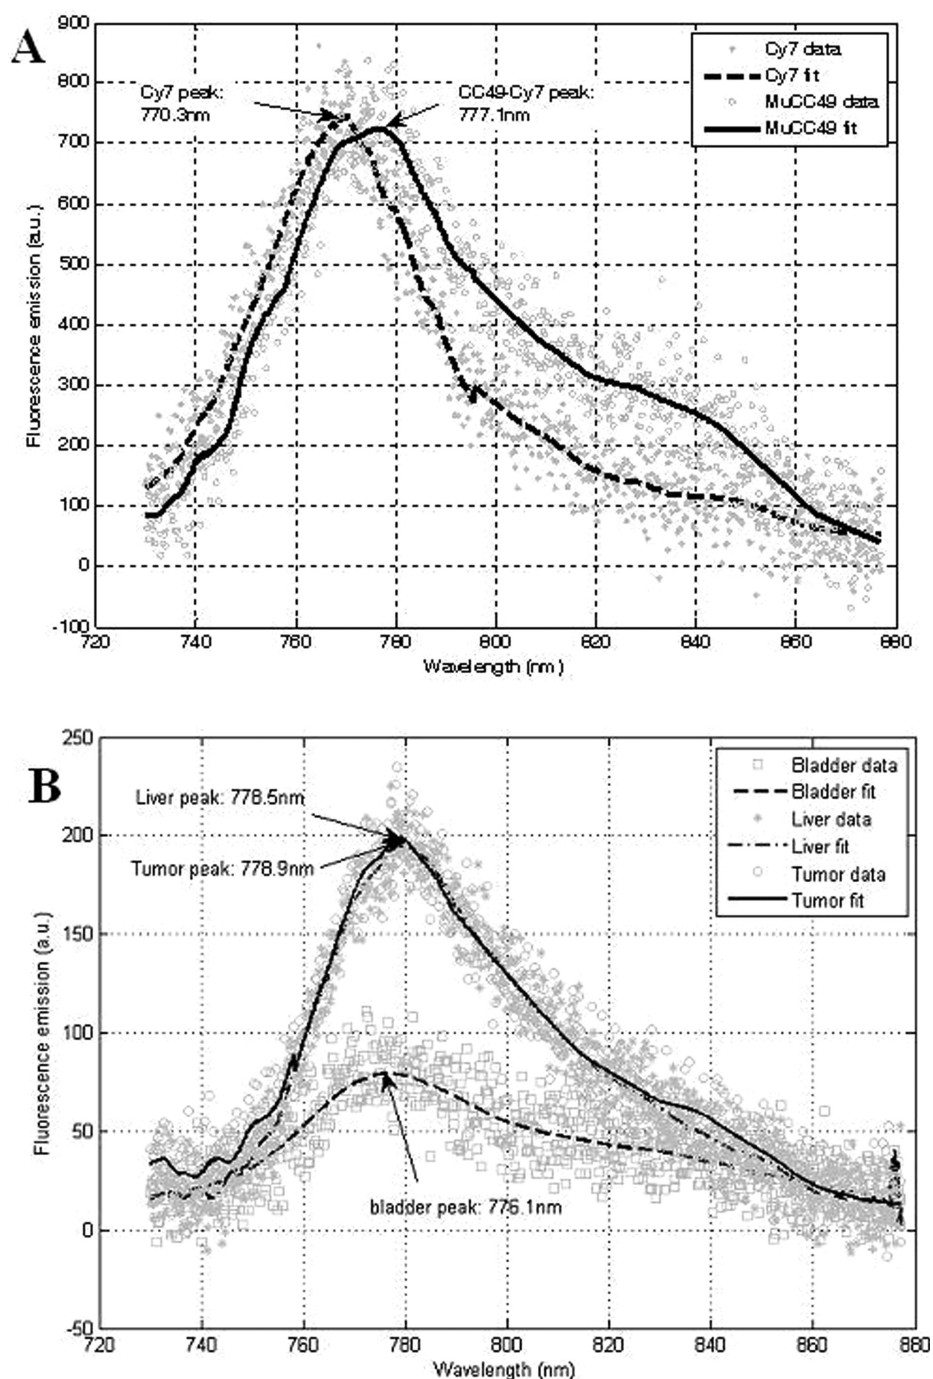 A
900
800
700
600
500
400
300
200
100
0
-100
Fluorescence emission (a.u.)
Cy7 peak:
770.3nm
CC49-Cy7 peak:
777.1nm
Cy7 data
Cy7 fit
MuCC49 data
MuCC49 fit
720 740 760 780 800 820 840 860 880
Wavelength (nm)
B
250
200
150
100
50
0
-50
Fluorescence emission (a.u.)
Liver peak: 778.5nm
Tumor peak: 778.9nm
bladder peak: 776.1nm
Bladder data
Bladder fit
Liver data
Liver fit
Tumor data
Tumor fit
720 740 760 780 800 820 840 860 880
Wavelength (nm)